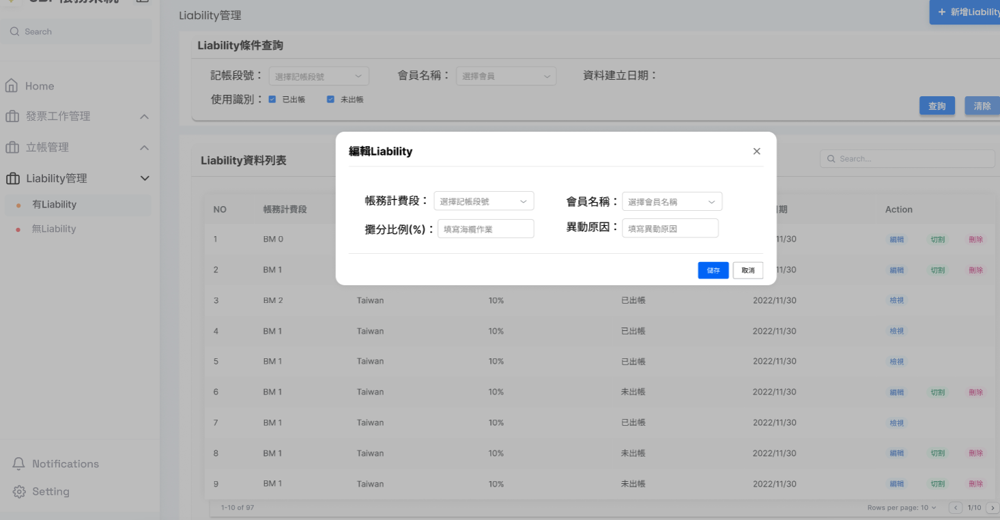 Liability管理
+ 新增Liability
Search
Liability條件查詢
記帳段號： 選擇記帳段號 會員名稱： 選擇會員 資料建立日期：
使用識別： 已出帳 未出帳
查詢 清除
Home
發票工作管理
立帳管理
Liability管理
有Liability
無Liability
Notifications
Setting
Liability資料列表
Search...
編輯Liability
帳務計費段： 選擇記帳段號 會員名稱： 選擇會員名稱
攤分比例(%)： 填寫海纜作業 異動原因： 填寫異動原因
儲存 取消
NO 帳務計費段 Action
1 BM 0 編輯 切割 刪除
2 BM 1 編輯 切割 刪除
3 BM 2 Taiwan 10% 已出帳 2022/11/30 檢視
4 BM 1 Taiwan 10% 已出帳 2022/11/30 檢視
5 BM 1 Taiwan 10% 已出帳 2022/11/30 檢視
6 BM 1 Taiwan 10% 未出帳 2022/11/30 編輯 切割 刪除
7 BM 1 Taiwan 10% 已出帳 2022/11/30 檢視
8 BM 1 Taiwan 10% 未出帳 2022/11/30 編輯 切割 刪除
9 BM 1 Taiwan 10% 未出帳 2022/11/30 編輯 切割 刪除
1-10 of 97 Rows per page: 10 1/10